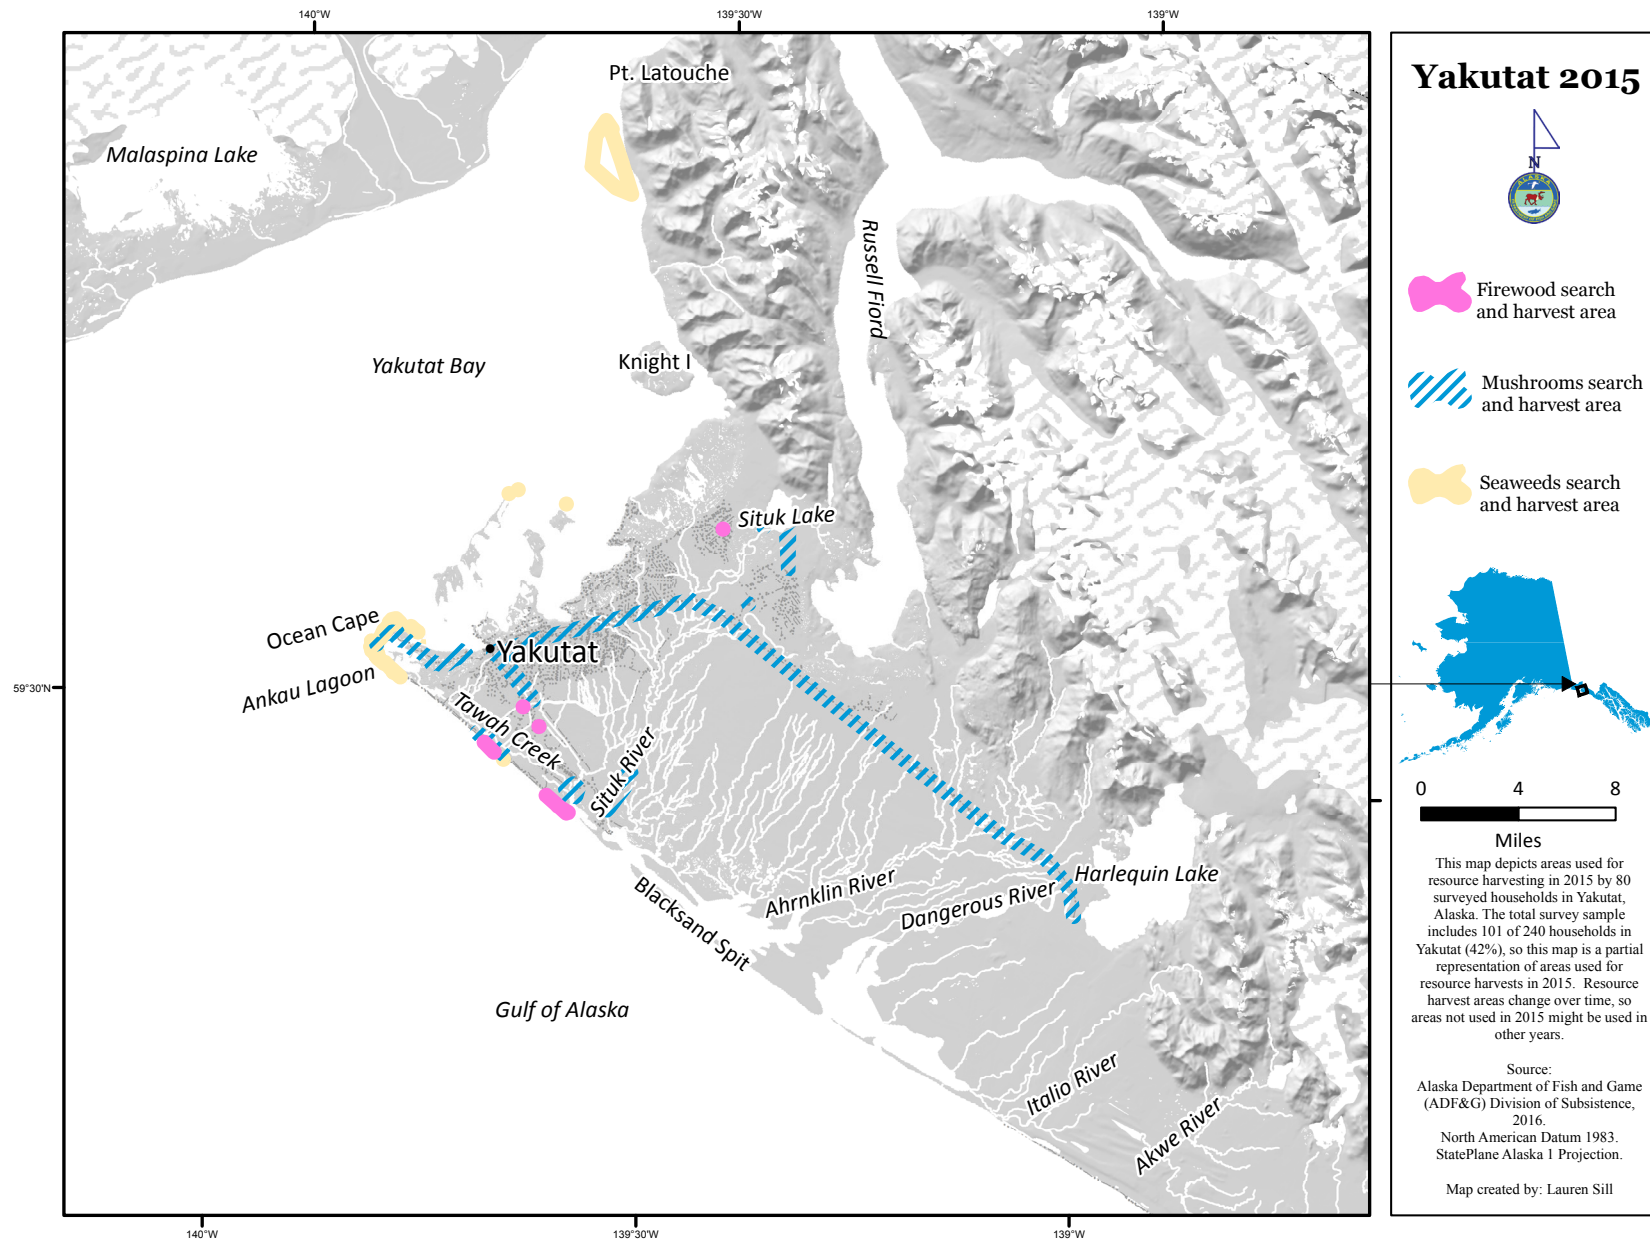 140°W
139°30'W
139°W
Pt. Latouche
Malaspina Lake
Russell Fiord
Knight I
Yakutat Bay
Situk Lake
Ocean Cape
Yakutat
Ankau Lagoon
59°30'N
Tawah Creek
Situk River
Harlequin Lake
Ahrnklin River
Dangerous River
Blacksand Spit
Gulf of Alaska
Italio River
Akwe River
140°W
139°30'W
139°W
Yakutat 2015
N
ALASKA
Firewood search
and harvest area
Mushrooms search
and harvest area
Seaweeds search
and harvest area
0 4 8
Miles
This map depicts areas used for
resource harvesting in 2015 by 80
surveyed households in Yakutat,
Alaska. The total survey sample
includes 101 of 240 households in
Yakutat (42%), so this map is a partial
representation of areas used for
resource harvests in 2015. Resource
harvest areas change over time, so
areas not used in 2015 might be used in
other years.
Source:
Alaska Department of Fish and Game
(ADF&G) Division of Subsistence,
2016.
North American Datum 1983.
StatePlane Alaska 1 Projection.
Map created by: Lauren Sill